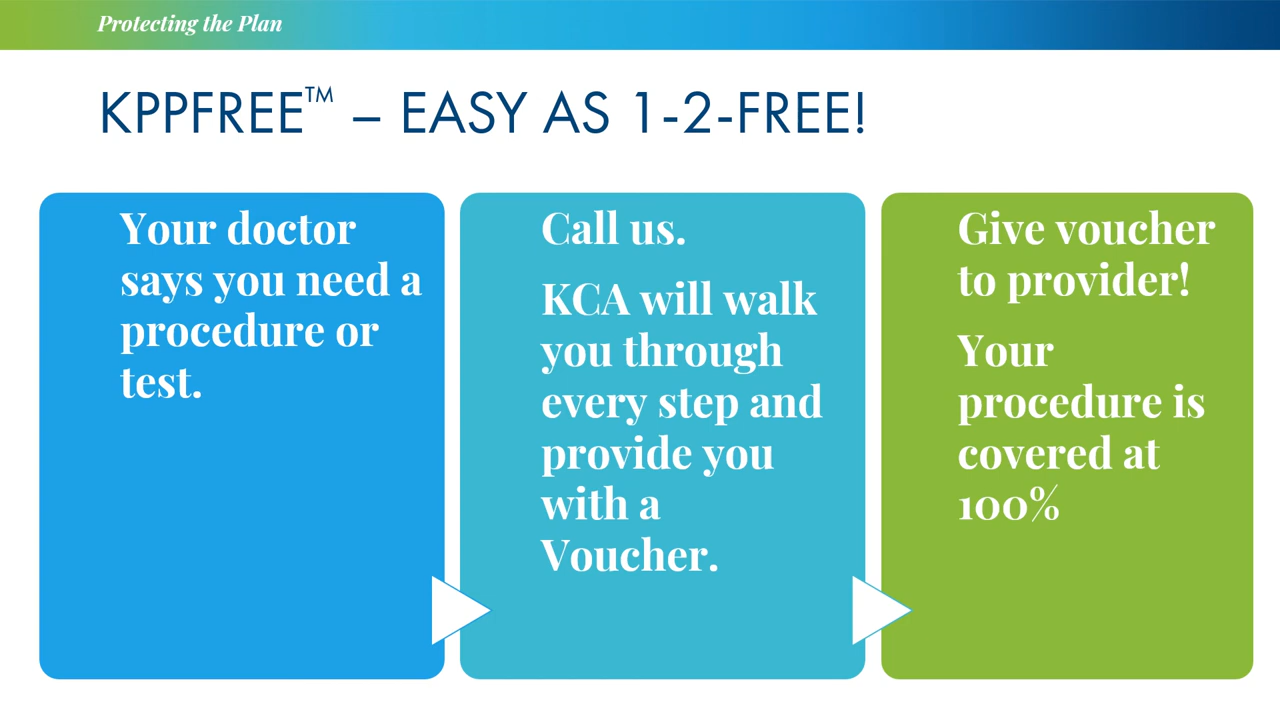 Protecting the Plan
KPPFREE™ – EASY AS 1-2-FREE!
Your doctor
says you need a
procedure or
test.
Call us.
KCA will walk
you through
every step and
provide you
with a
Voucher.
Give voucher
to provider!
Your
procedure is
covered at
100%